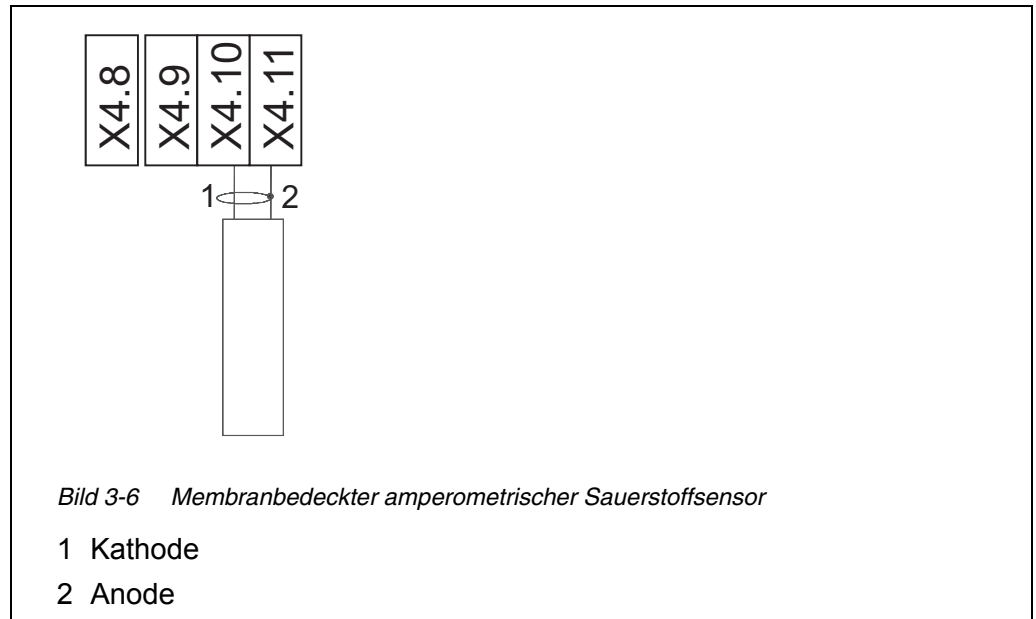 X4.8
X4.9
X4.10
X4.11
1 2
Bild 3-6 Membranbedeckter amperometrischer Sauerstoffsensor
1 Kathode
2 Anode